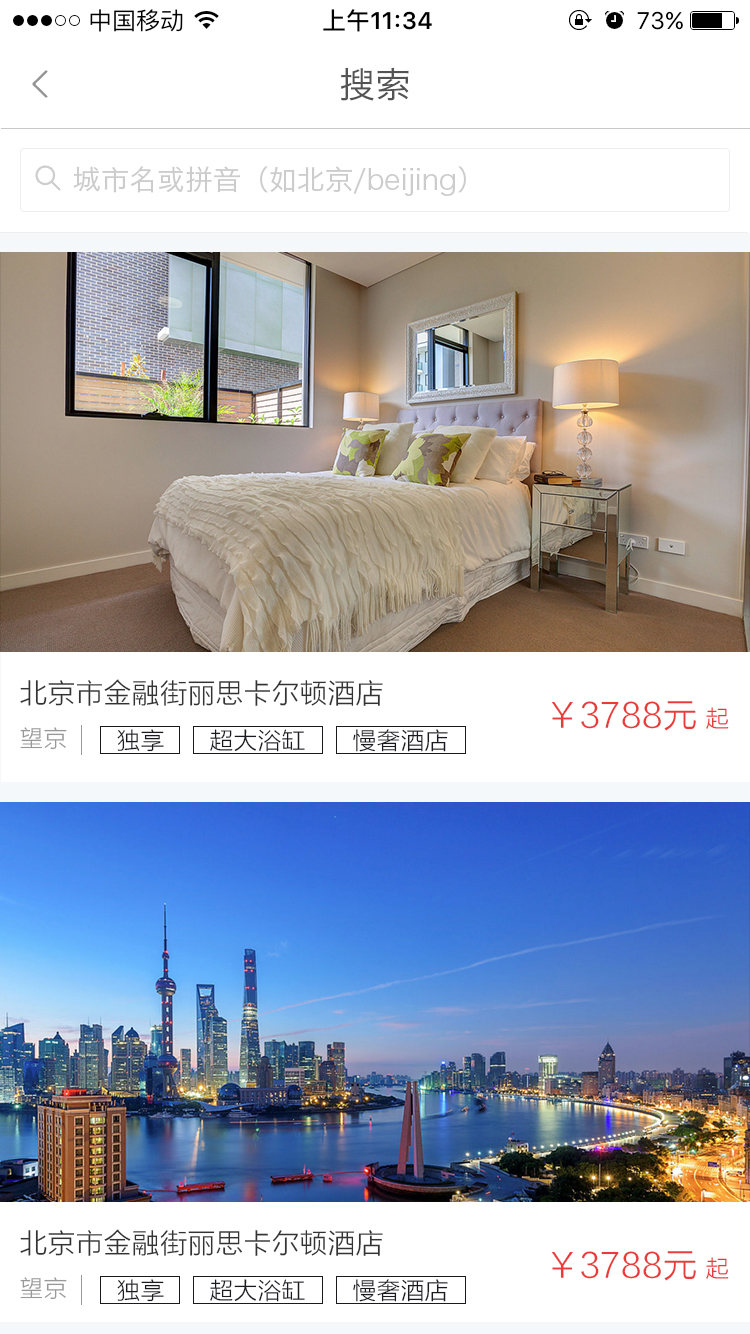 中国移动 上午11:34 73%
搜索
城市名或拼音（如北京/beijing）
北京市金融街丽思卡尔顿酒店
￥3788元 起
望京 独享 超大浴缸 慢奢酒店
北京市金融街丽思卡尔顿酒店
￥3788元 起
望京 独享 超大浴缸 慢奢酒店